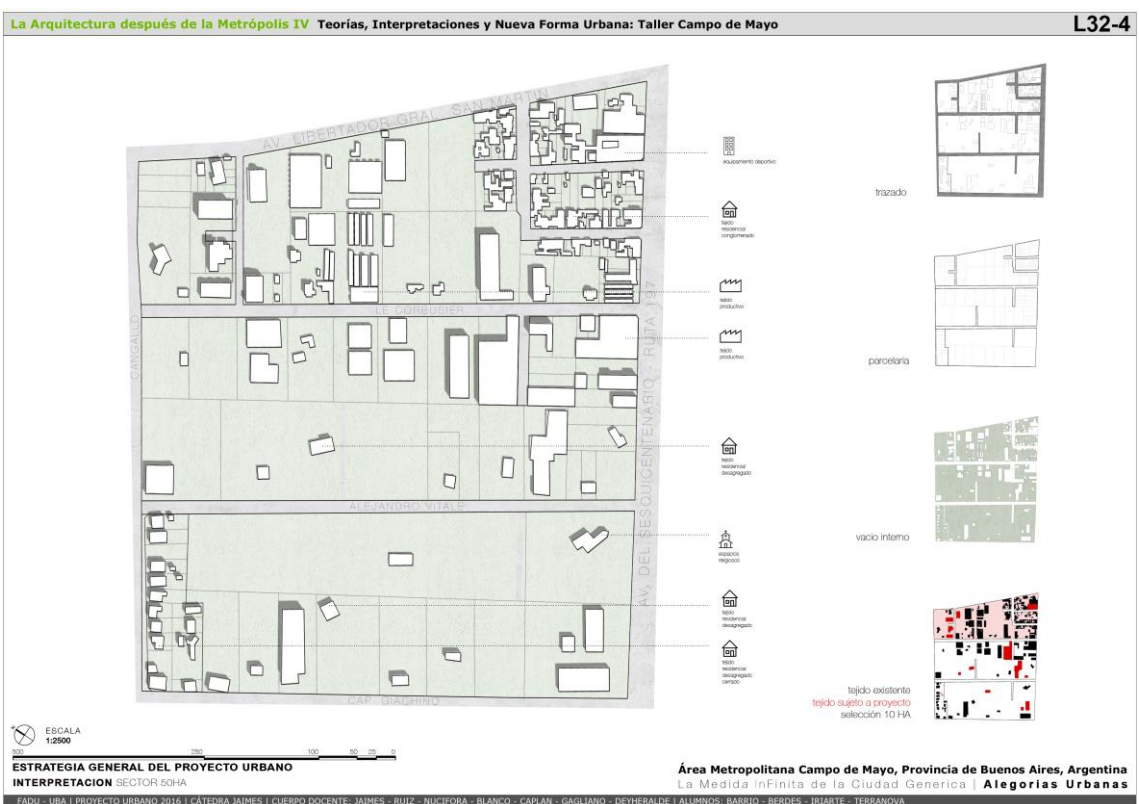 La Arquitectura después de la Metrópolis IV Teorías, Interpretaciones y Nueva Forma Urbana: Taller Campo de Mayo
L32-4
AV. LIBERTADOR GRAL. SAN MARTIN
CANGALLO
LE CORBUSIER
AV. DEL SESQUICENTENARIO - RUTA 197
ALEJANDRO VITALE
CAP. GIACHINO
equipamiento deportivo
tejido
residencial
conglomerado
tejido
productivo
tejido
productivo
tejido
residencial
desagregado
espacios
religiosos
tejido
residencial
desagregado
tejido
residencial
desagregado
cerrado
trazado
parcelaria
vacio interno
tejido existente
tejido sujeto a proyecto
selección 10 HA
ESCALA
1:2500
500 250 100 50 25 0
ESTRATEGIA GENERAL DEL PROYECTO URBANO
INTERPRETACION SECTOR 50HA
Área Metropolitana Campo de Mayo, Provincia de Buenos Aires, Argentina
La Medida InFinita de la Ciudad Generica | Alegorias Urbanas
FADU - UBA | PROYECTO URBANO 2016 | CÁTEDRA JAIMES | CUERPO DOCENTE: JAIMES - RUIZ - NUCIFORA - BLANCO - CAPLAN - GAGLIANO - DEYHERALDE | ALUMNOS: BARRIO - BERDES - IRIARTE - TERRANOVA